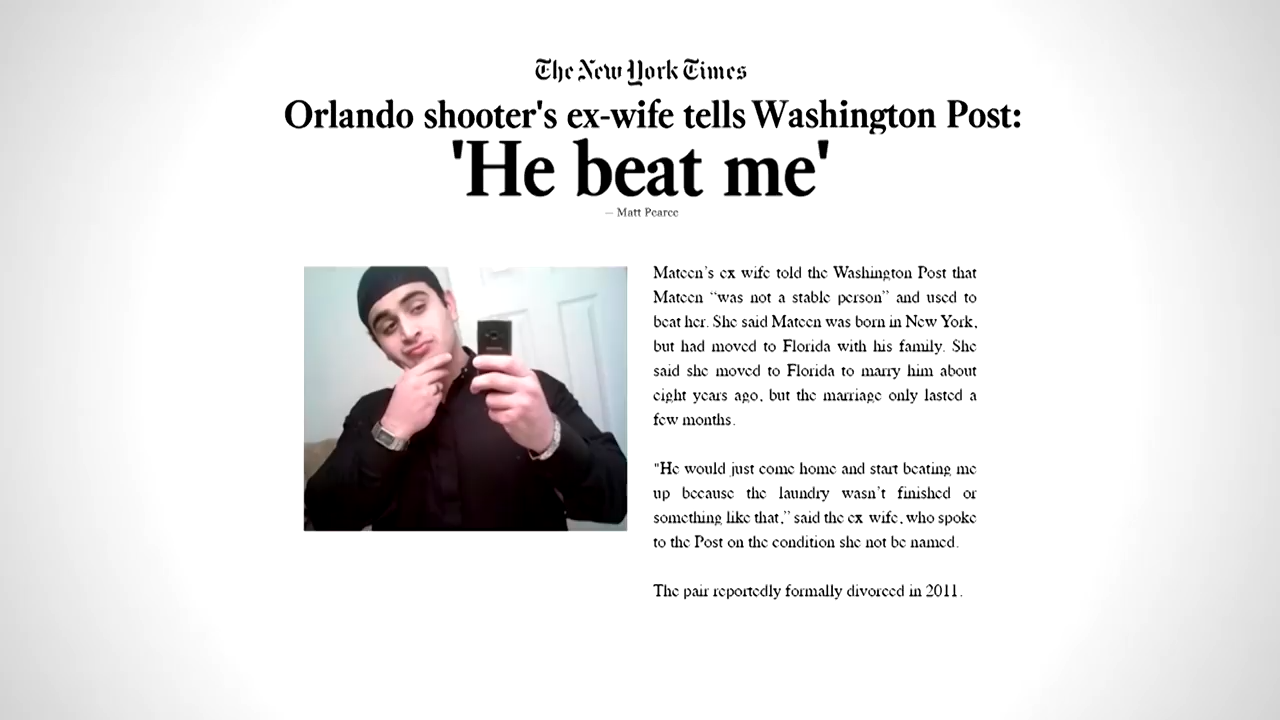 The New York Times
Orlando shooter's ex-wife tells Washington Post:
'He beat me'
— Matt Pearce
Mateen's ex wife told the Washington Post that
Mateen “was not a stable person” and used to
beat her. She said Mateen was born in New York,
but had moved to Florida with his family. She
said she moved to Florida to marry him about
eight years ago, but the marriage only lasted a
few months.
"He would just come home and start beating me
up because the laundry wasn't finished or
something like that,” said the ex wife, who spoke
to the Post on the condition she not be named.
The pair reportedly formally divorced in 2011.